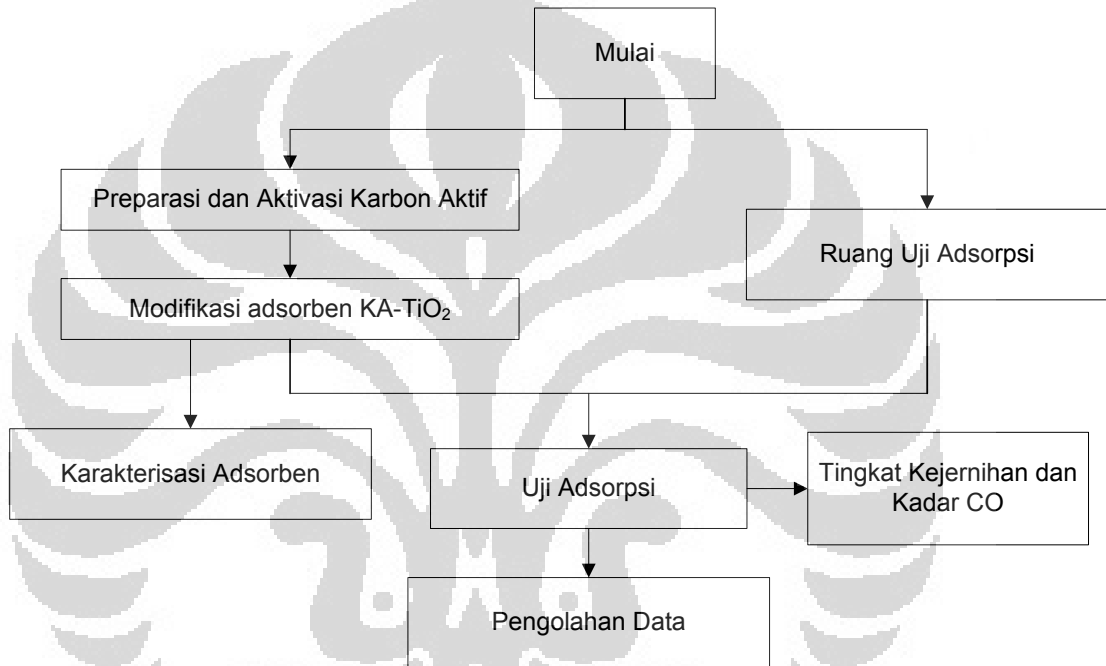 Mulai
Preparasi dan Aktivasi Karbon Aktif
Ruang Uji Adsorpsi
Modifikasi adsorben KA-TiO₂
Karakterisasi Adsorben
Uji Adsorpsi
Tingkat Kejernihan dan
Kadar CO
Pengolahan Data